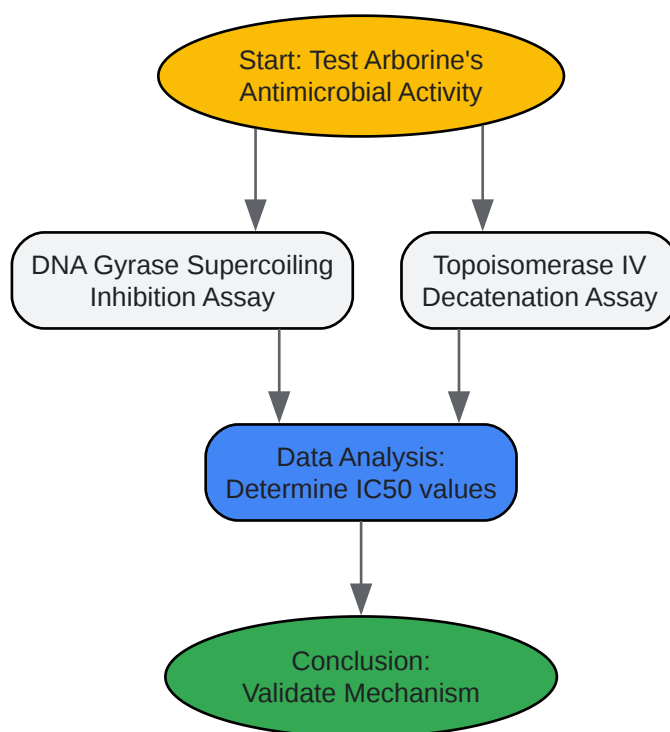 Start: Test Arborine's
Antimicrobial Activity
DNA Gyrase Supercoiling
Inhibition Assay
Topoisomerase IV
Decatenation Assay
Data Analysis:
Determine IC50 values
Conclusion:
Validate Mechanism